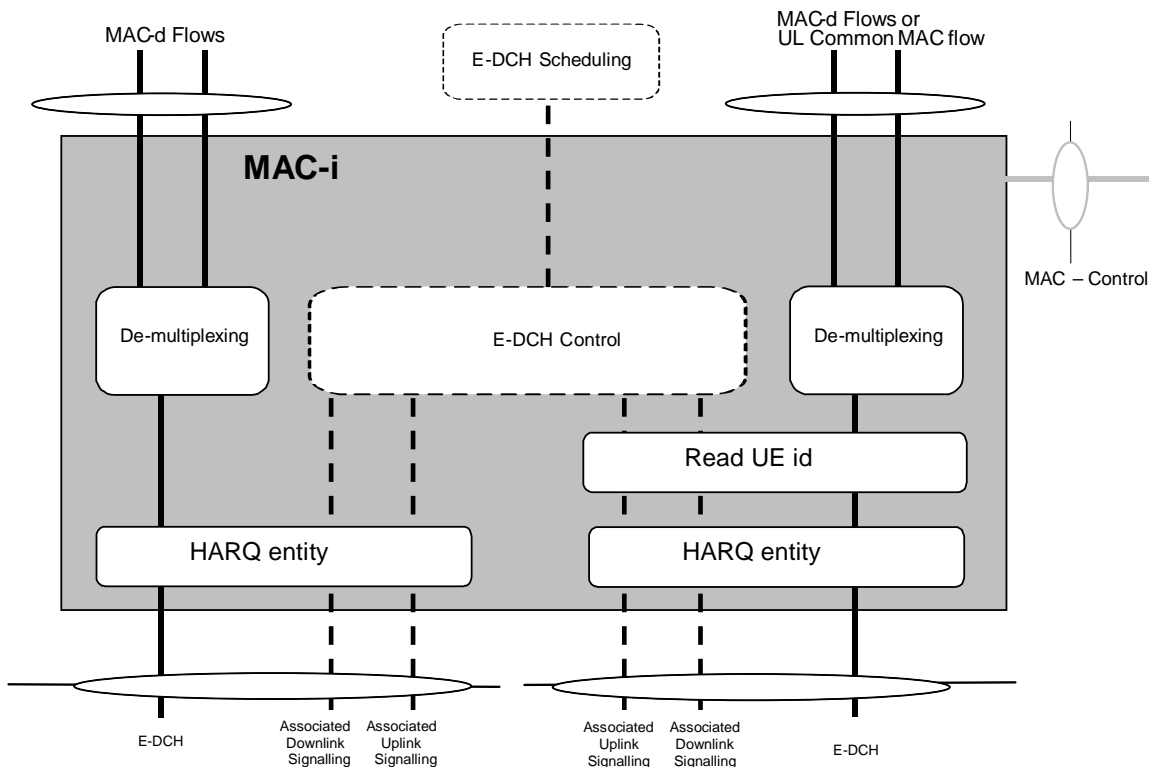 MAC-d Flows
E-DCH Scheduling
MAC-d Flows or
UL Common MAC flow
MAC-i
MAC – Control
De-multiplexing
E-DCH Control
De-multiplexing
Read UE id
HARQ entity
HARQ entity
E-DCH
Associated
Downlink
Signalling
Associated
Uplink
Signalling
Associated
Uplink
Signalling
Associated
Downlink
Signalling
E-DCH